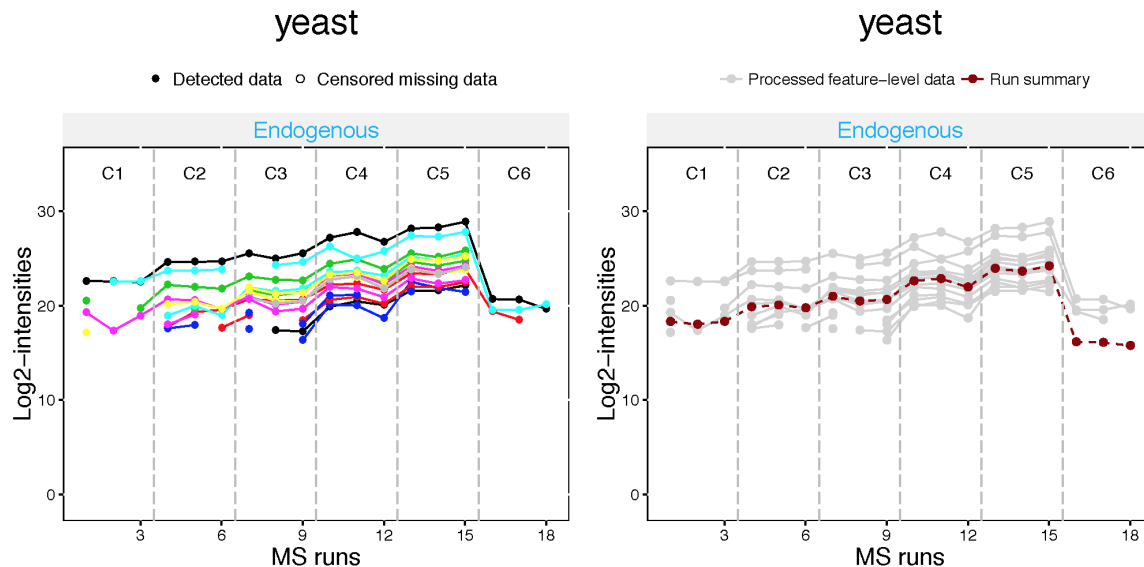 yeast
Detected data Censored missing data
Endogenous
C1 C2 C3 C4 C5 C6
30
20
10
0
3 6 9 12 15 18
MS runs
Log2−intensities
yeast
Processed feature−level data Run summary
Endogenous
C1 C2 C3 C4 C5 C6
30
20
10
0
3 6 9 12 15 18
MS runs
Log2−intensities